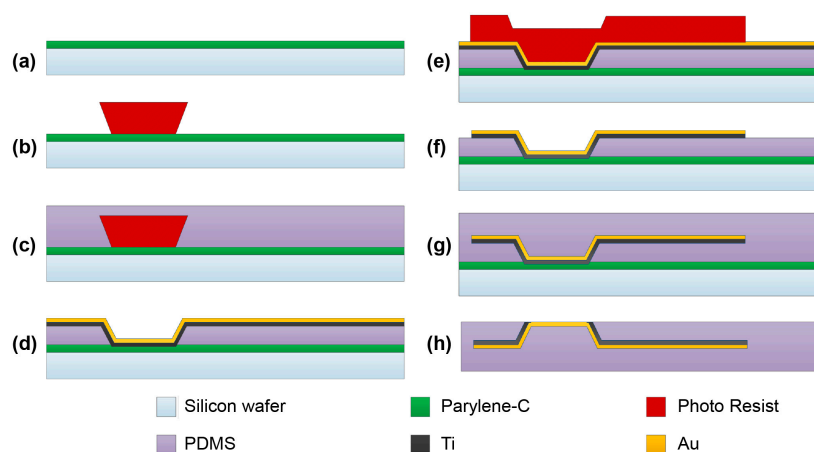 (a)
(b)
(c)
(d)
(e)
(f)
(g)
(h)
Silicon wafer
Parylene-C
Photo Resist
PDMS
Ti
Au